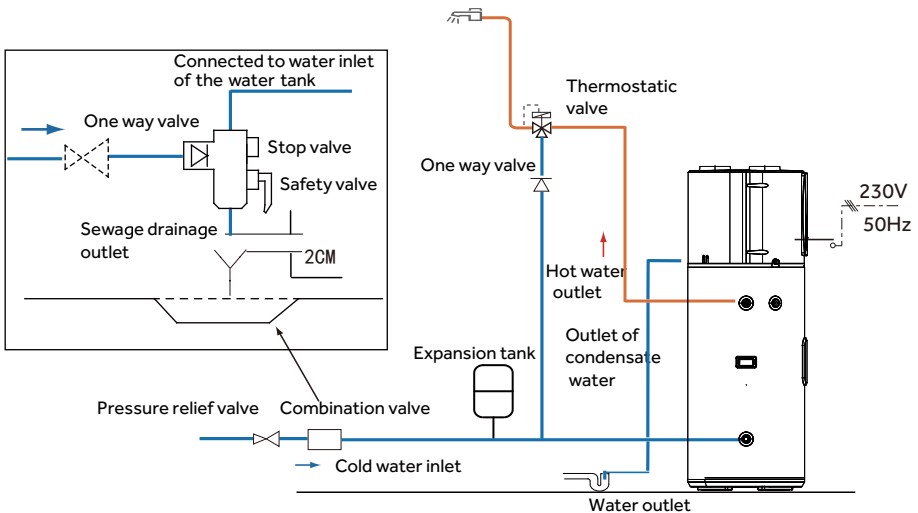 Connected to water inlet
of the water tank
One way valve
Stop valve
Safety valve
Sewage drainage
outlet
2CM
Thermostatic
valve
One way valve
230V
50Hz
Hot water
outlet
Outlet of
condensate
water
Expansion tank
Pressure relief valve
Combination valve
Cold water inlet
Water outlet